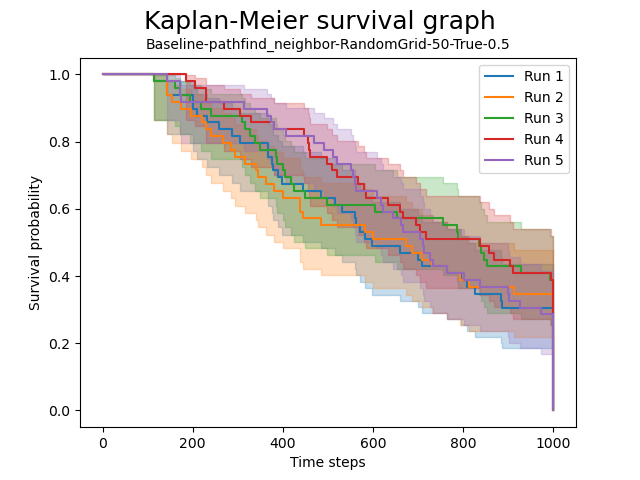 Kaplan-Meier survival graph
Baseline-pathfind_neighbor-RandomGrid-50-True-0.5
Survival probability
1.0
0.8
0.6
0.4
0.2
0.0
Run 1
Run 2
Run 3
Run 4
Run 5
0 200 400 600 800 1000
Time steps